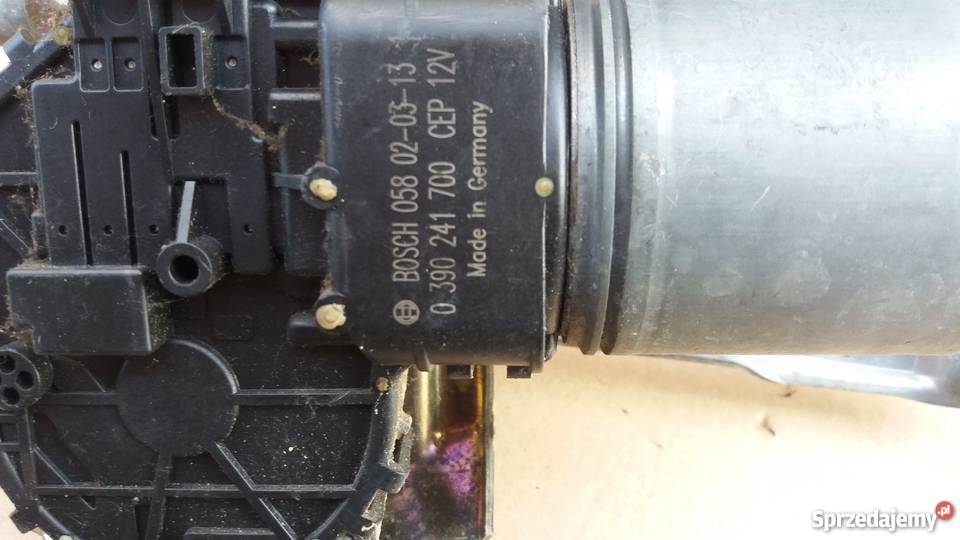 BOSCH 058 02-03-13
0 390 241 700 CEP 12V
Made in Germany
Sprzedajemy.pl